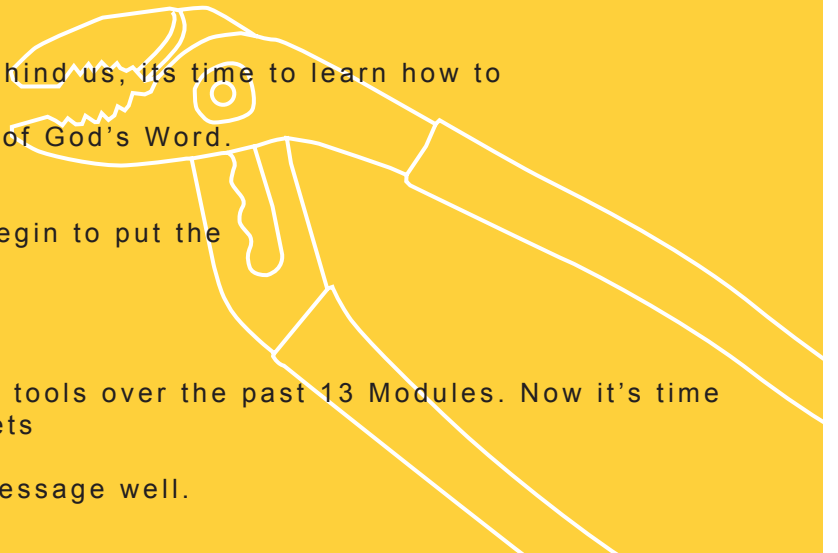 hind us, its time to learn how to
of God’s Word.
egin to put the
tools over the past 13 Modules. Now it’s time
ets
essage well.